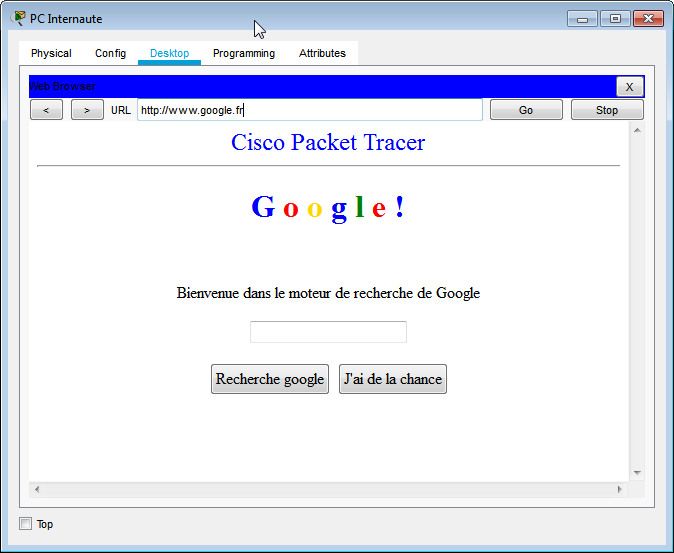 PC Internaute
Physical Config Desktop Programming Attributes
Web Browser X
< > URL http://www.google.fr Go Stop
Cisco Packet Tracer
G o o g l e !
Bienvenue dans le moteur de recherche de Google
Recherche google J'ai de la chance
Top